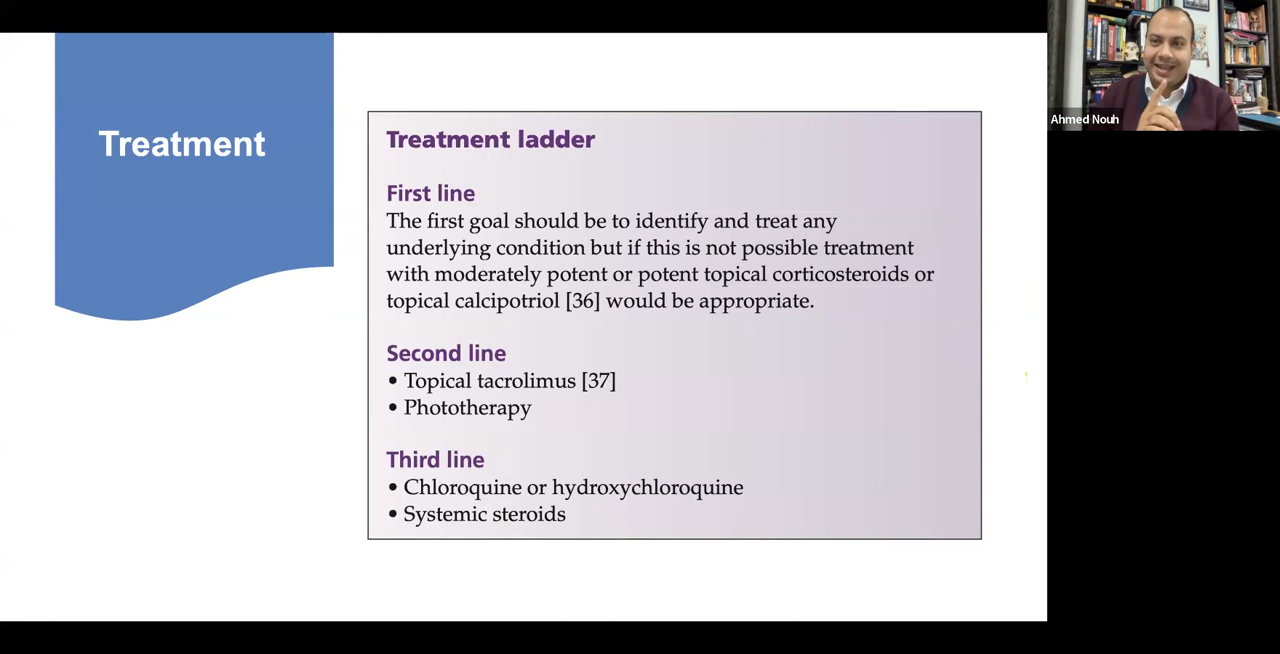 Treatment
Treatment ladder
First line
The first goal should be to identify and treat any
underlying condition but if this is not possible treatment
with moderately potent or potent topical corticosteroids or
topical calcipotriol [36] would be appropriate.
Second line
• Topical tacrolimus [37]
• Phototherapy
Third line
• Chloroquine or hydroxychloroquine
• Systemic steroids
Ahmed Nouh